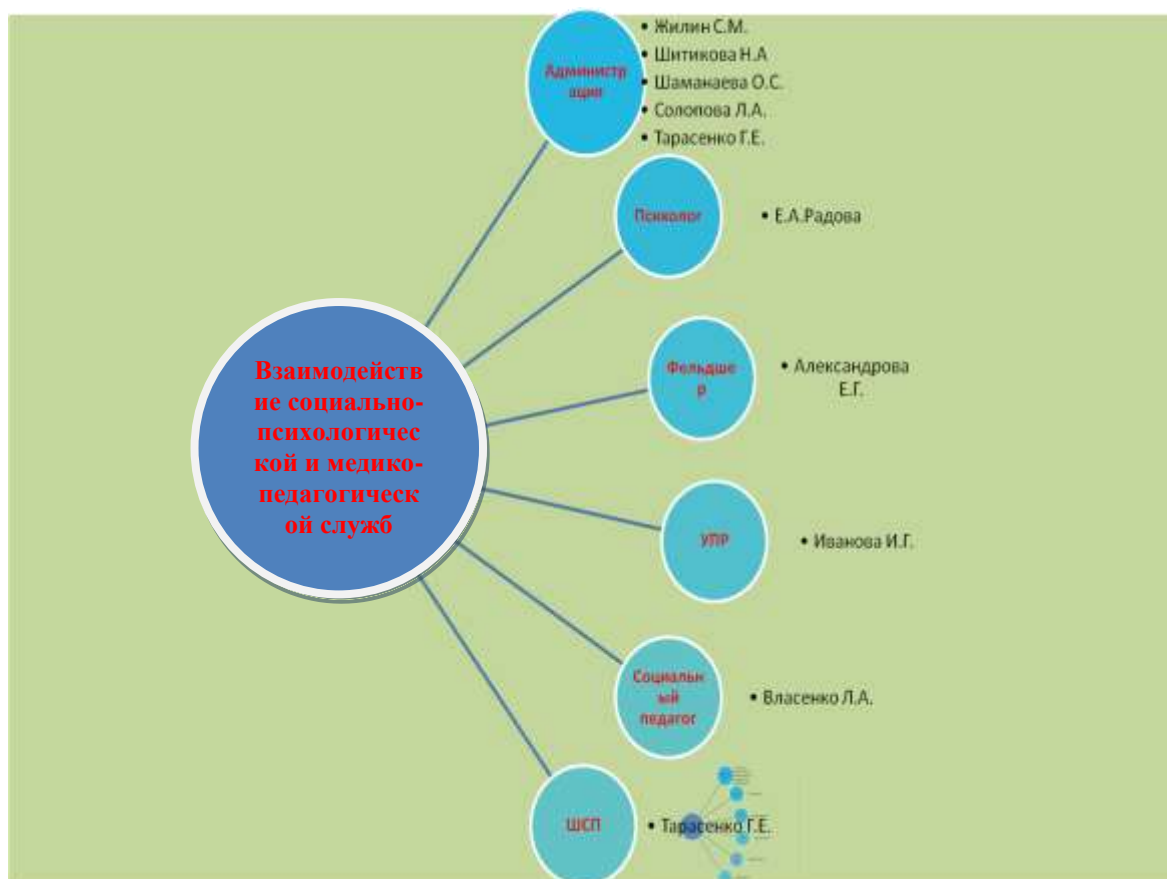 Администр
ация
• Жилин С.М.
• Шитикова Н.А
• Шаманаева О.С.
• Солопова Л.А.
• Тарасенко Г.Е.
Психолог
• Е.А.Радова
Взаимодейств
ие социально-
психологичес
кой и медико-
педагогическ
ой служб
Фельдше
р
• Александрова
Е.Г.
УПР
• Иванова И.Г.
Социальн
ый
педагог
• Власенко Л.А.
ШСП
• Тарасенко Г.Е.